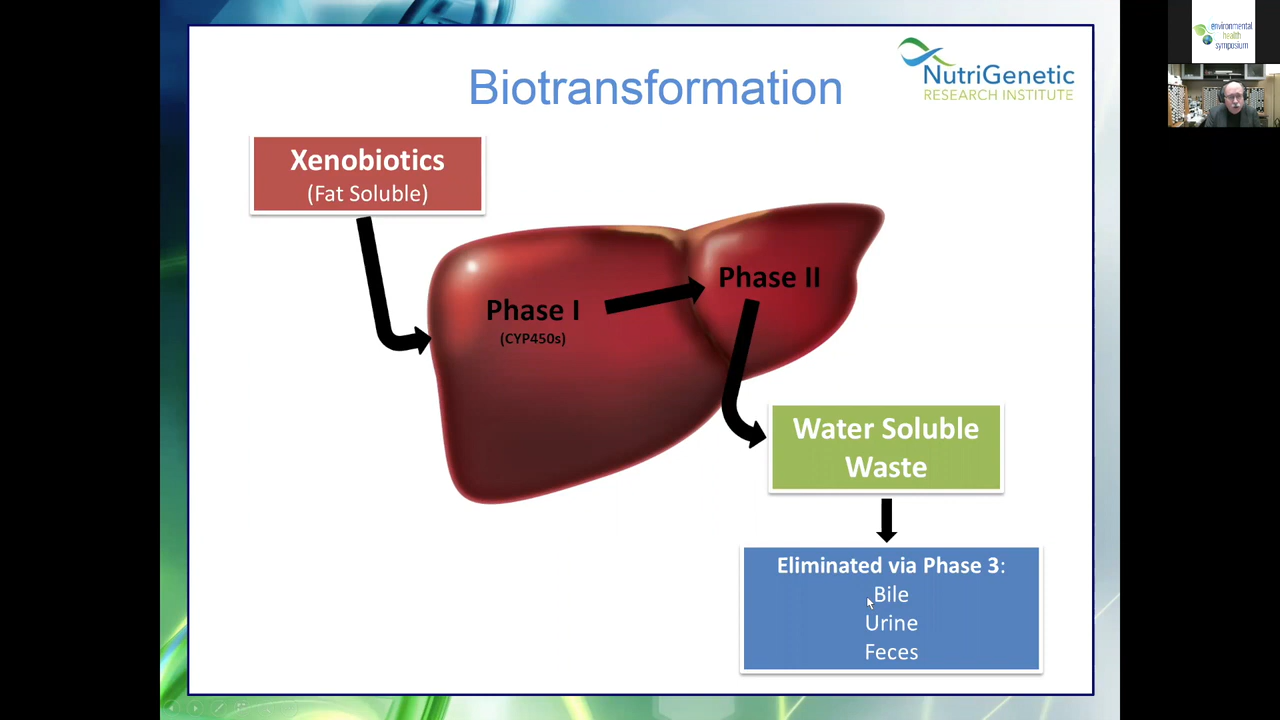 Biotransformation
NutriGenetic
RESEARCH INSTITUTE
environmental
health
symposium
Xenobiotics
(Fat Soluble)
Phase I
(CYP450s)
Phase II
Water Soluble
Waste
Eliminated via Phase 3:
Bile
Urine
Feces